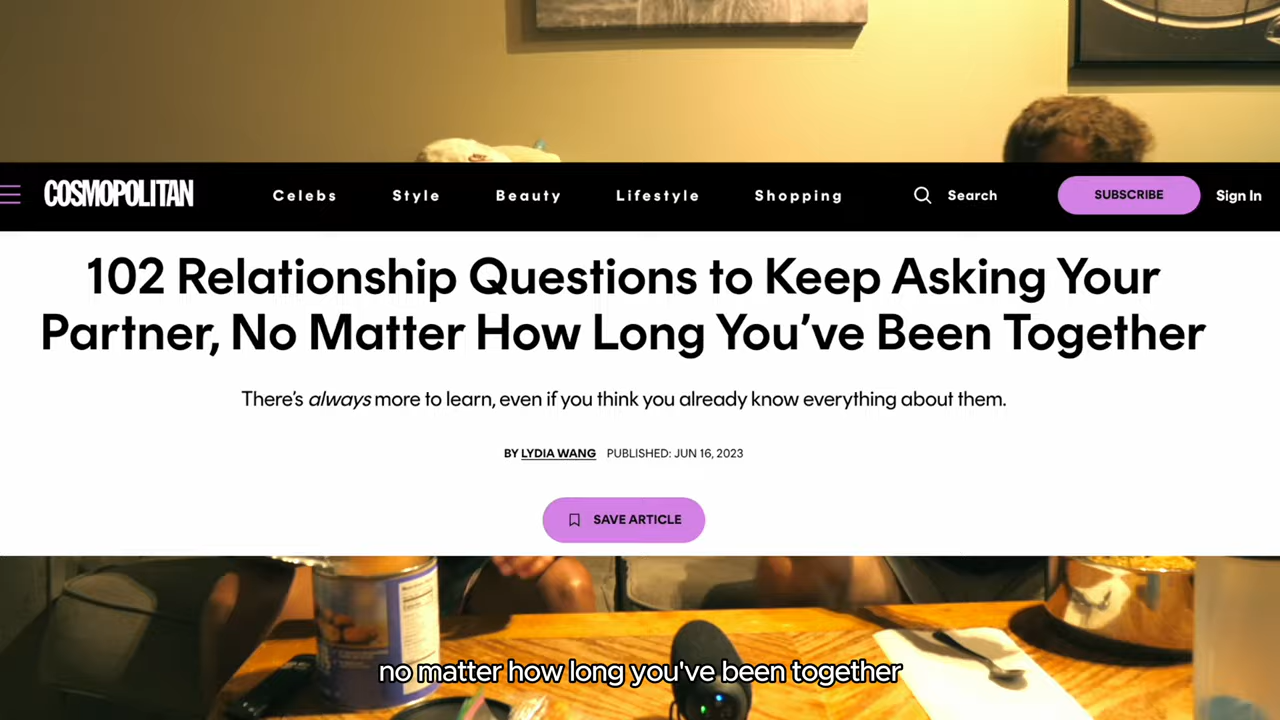 COSMOPOLITAN Celebs Style Beauty Lifestyle Shopping Search SUBSCRIBE Sign In
102 Relationship Questions to Keep Asking Your
Partner, No Matter How Long You’ve Been Together
There’s always more to learn, even if you think you already know everything about them.
BY LYDIA WANG PUBLISHED: JUN 16, 2023
SAVE ARTICLE
no matter how long you've been together